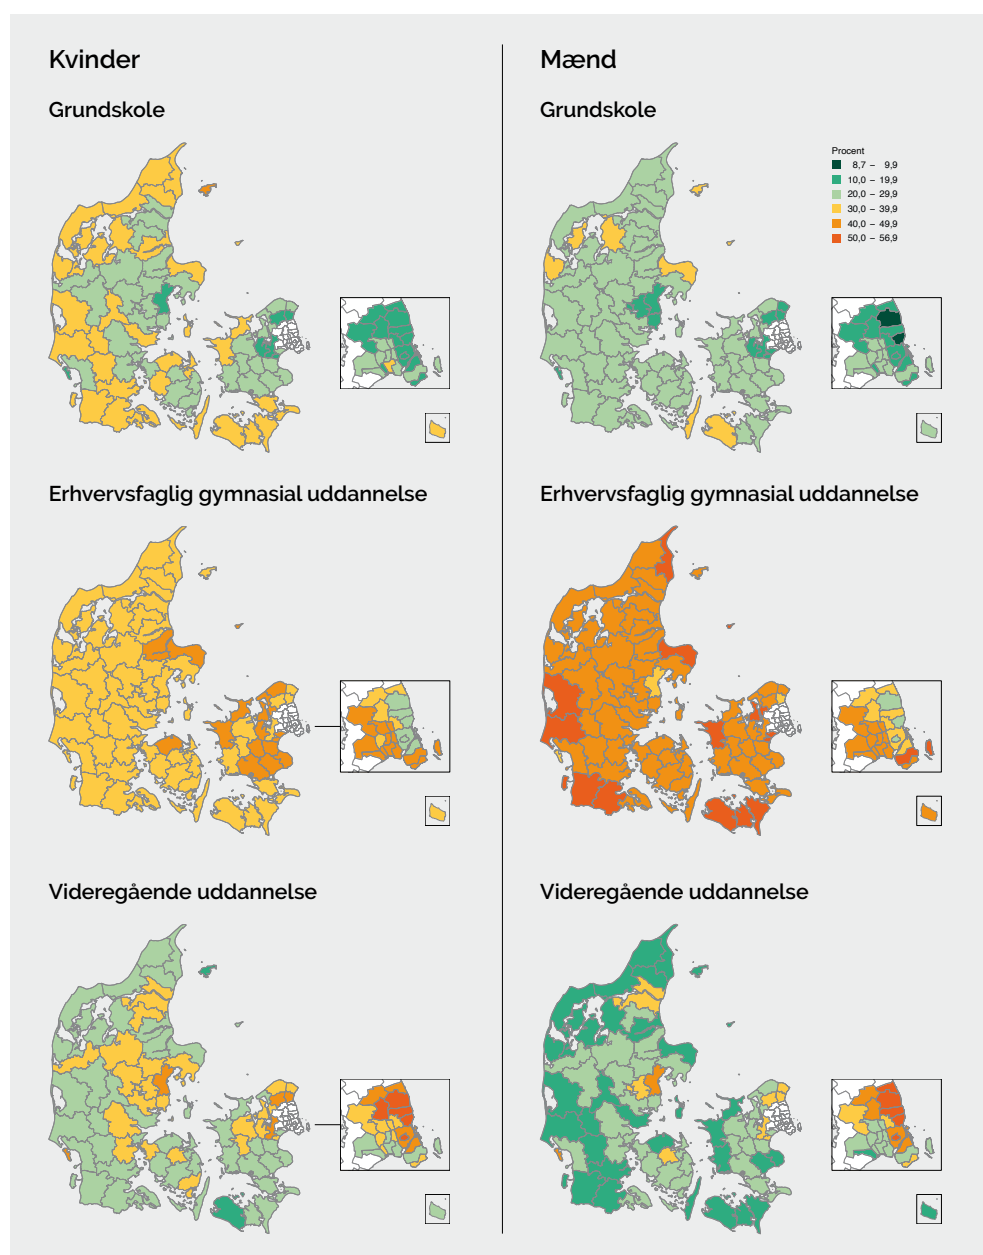 Kvinder
Mænd
Grundskole
Grundskole
Procent
8,7 – 9,9
10,0 – 19,9
20,0 – 29,9
30,0 – 39,9
40,0 – 49,9
50,0 – 56,9
Erhvervsfaglig gymnasial uddannelse
Erhvervsfaglig gymnasial uddannelse
Videregående uddannelse
Videregående uddannelse